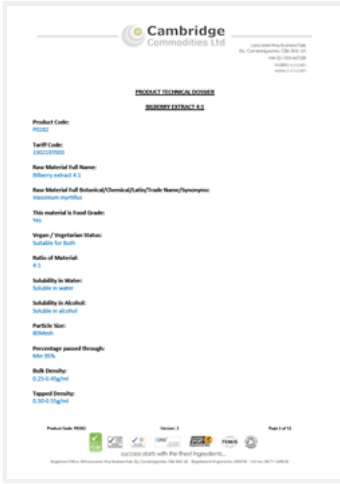 Cambridge
Commodities Ltd
PRODUCT TECHNICAL DOSSIER
BILBERRY EXTRACT 4:1
Product Code:
P0282
Tariff Code:
1302197000
Raw Material Full Name:
Bilberry extract 4:1
Raw Material Full Botanical/Chemical/Latin/Trade Name/Synonyms:
Vaccinium myrtillus
This material is Food Grade:
Yes
Vegan / Vegetarian Status:
Suitable for Both
Ratio of Material:
4:1
Solubility in Water:
Soluble in water
Solubility in Alcohol:
Soluble in alcohol
Particle Size:
80Mesh
Percentage passed through:
Min 95%
Bulk Density:
0.25-0.45g/ml
Tapped Density:
0.30-0.55g/ml
Product Code: P0282
Version: 2
Page 1 of 11
success starts with the finest ingredients...